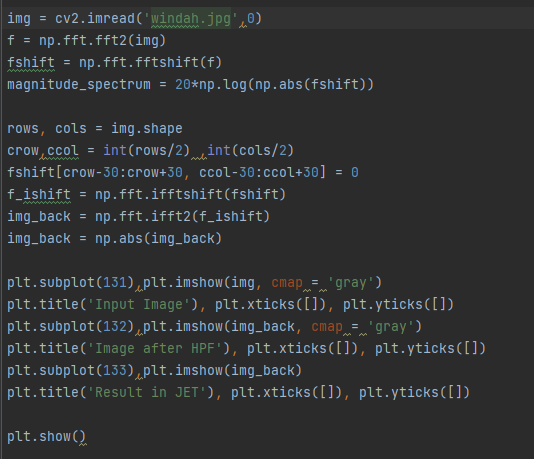 img = cv2.imread('windah.jpg',0)
f = np.fft.fft2(img)
fshift = np.fft.fftshift(f)
magnitude_spectrum = 20*np.log(np.abs(fshift))
rows, cols = img.shape
crow,ccol = int(rows/2) ,int(cols/2)
fshift[crow-30:crow+30, ccol-30:ccol+30] = 0
f_ishift = np.fft.ifftshift(fshift)
img_back = np.fft.ifft2(f_ishift)
img_back = np.abs(img_back)
plt.subplot(131),plt.imshow(img, cmap = 'gray')
plt.title('Input Image'), plt.xticks([]), plt.yticks([])
plt.subplot(132),plt.imshow(img_back, cmap = 'gray')
plt.title('Image after HPF'), plt.xticks([]), plt.yticks([])
plt.subplot(133),plt.imshow(img_back)
plt.title('Result in JET'), plt.xticks([]), plt.yticks([])
plt.show()